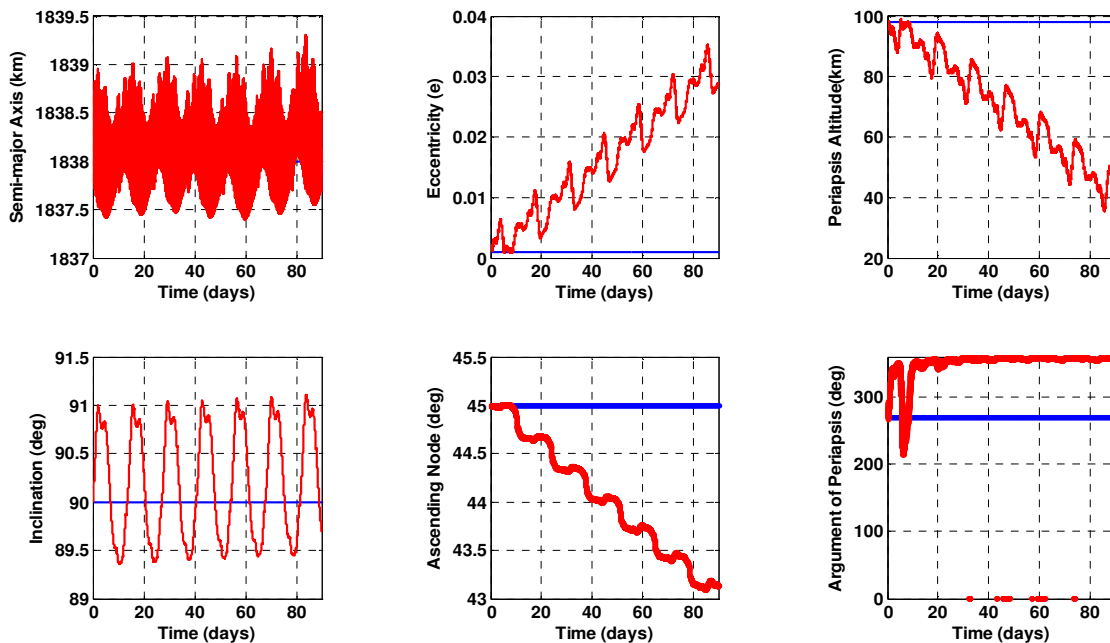 Semi-major Axis (km)
1839.5
1839
1838.5
1838
1837.5
1837
0 20 40 60 80
Time (days)
Eccentricity (e)
0.04
0.03
0.02
0.01
0
0 20 40 60 80
Time (days)
Periapsis Altitude(km)
100
80
60
40
20
0 20 40 60 80
Time (days)
Inclination (deg)
91.5
91
90.5
90
89.5
89
0 20 40 60 80
Time (days)
Ascending Node (deg)
45.5
45
44.5
44
43.5
43
0 20 40 60 80
Time (days)
Argument of Periapsis (deg)
300
200
100
0
0 20 40 60 80
Time (days)